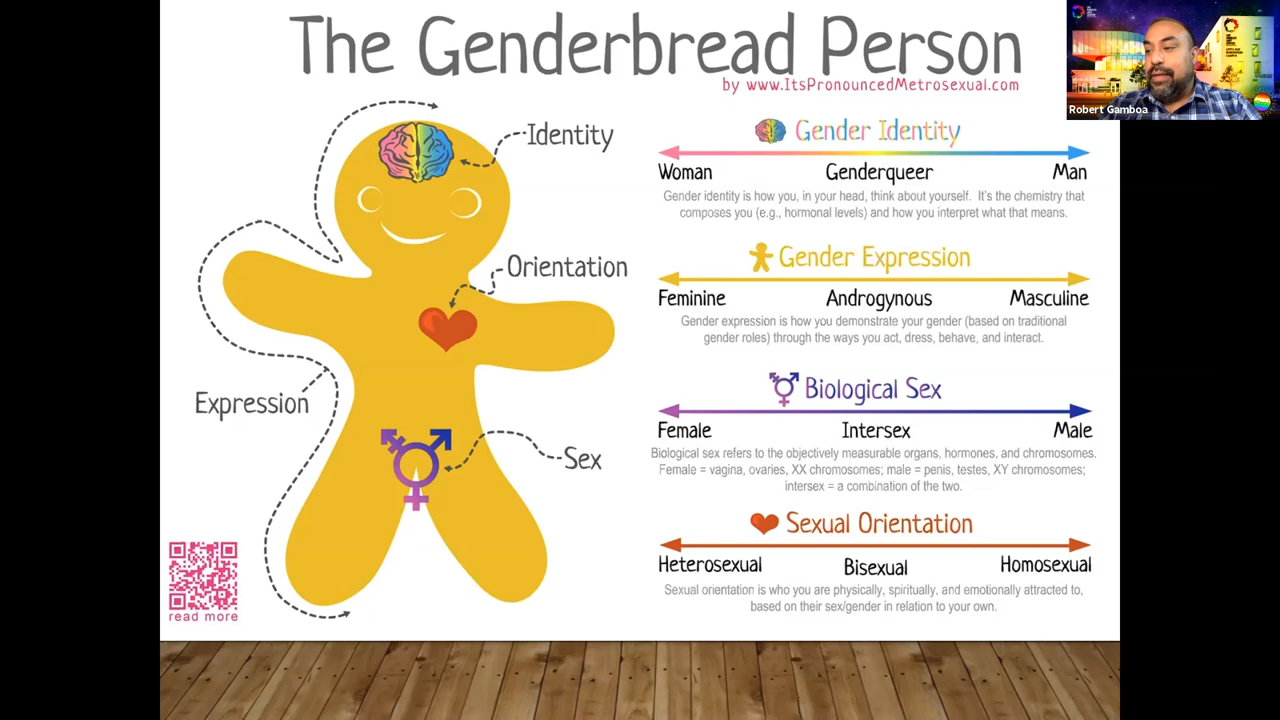 The Genderbread Person
by www.ItsPronouncedMetrosexual.com
Robert Gamboa
Identity
Orientation
Expression
Sex
read more
Gender Identity
Woman Genderqueer Man
Gender identity is how you, in your head, think about yourself. It's the chemistry that
composes you (e.g., hormonal levels) and how you interpret what that means.
Gender Expression
Feminine Androgynous Masculine
Gender expression is how you demonstrate your gender (based on traditional
gender roles) through the ways you act, dress, behave, and interact.
Biological Sex
Female Intersex Male
Biological sex refers to the objectively measurable organs, hormones, and chromosomes.
Female = vagina, ovaries, XX chromosomes; male = penis, testes, XY chromosomes;
intersex = a combination of the two.
Sexual Orientation
Heterosexual Bisexual Homosexual
Sexual orientation is who you are physically, spiritually, and emotionally attracted to,
based on their sex/gender in relation to your own.